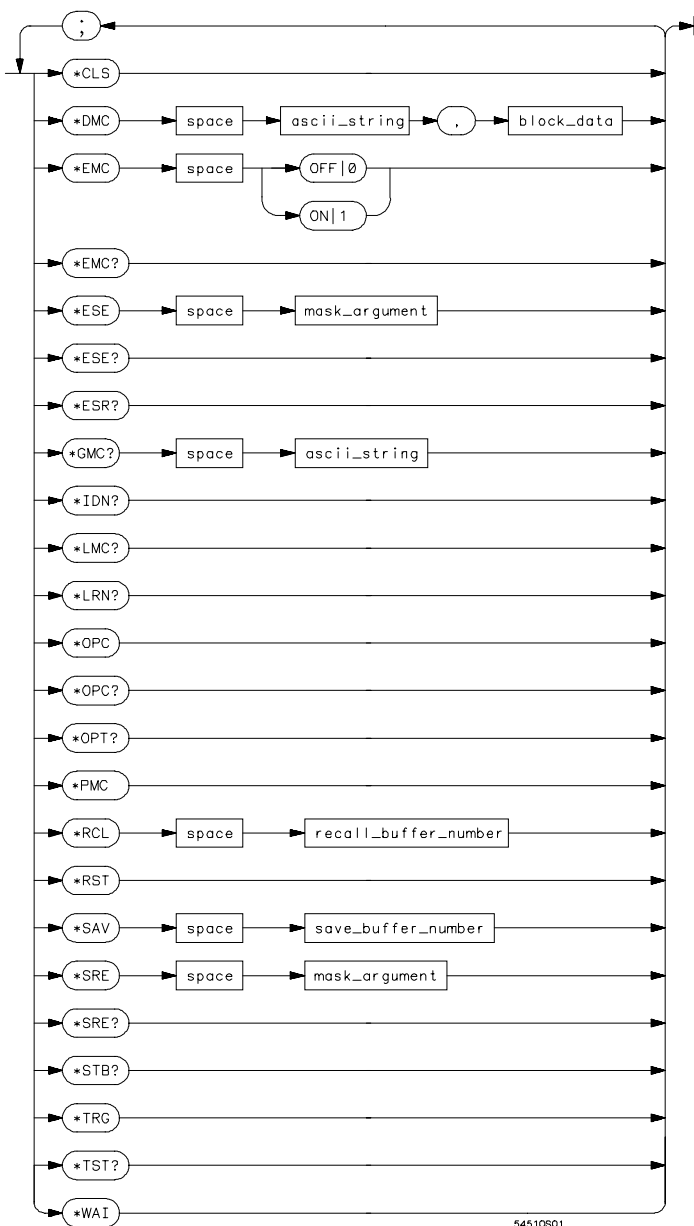 ;
*CLS
*DMC space ascii_string , block_data
*EMC space OFF|0
ON|1
*EMC?
*ESE space mask_argument
*ESE?
*ESR?
*GMC? space ascii_string
*IDN?
*LMC?
*LRN?
*OPC
*OPC?
*OPT?
*PMC
*RCL space recall_buffer_number
*RST
*SAV space save_buffer_number
*SRE space mask_argument
*SRE?
*STB?
*TRG
*TST?
*WAI
54510S01